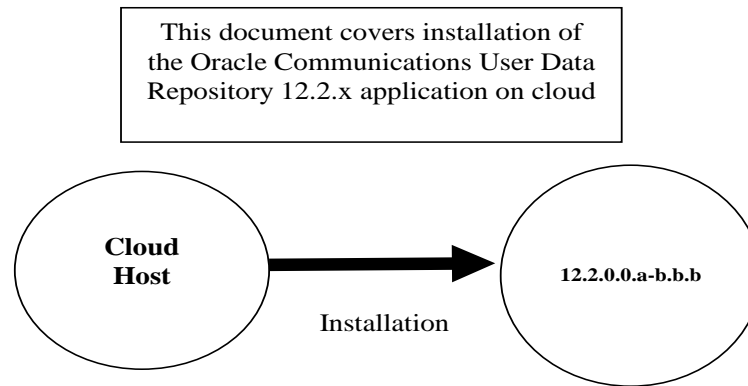 This document covers installation of
the Oracle Communications User Data
Repository 12.2.x application on cloud
Cloud
Host
12.2.0.0.a-b.b.b
Installation